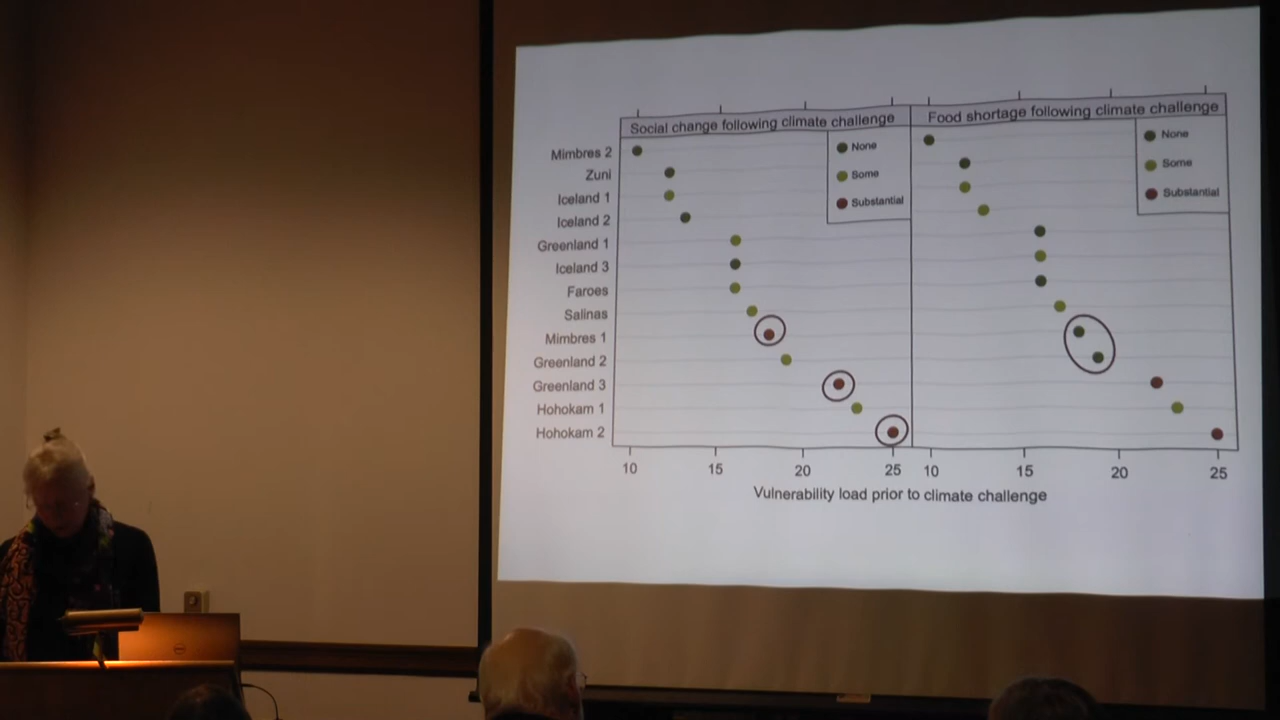 Social change following climate challenge
Food shortage following climate challenge
None
Some
Substantial
None
Some
Substantial
Mimbres 2
Zuni
Iceland 1
Iceland 2
Greenland 1
Iceland 3
Faroes
Salinas
Mimbres 1
Greenland 2
Greenland 3
Hohokam 1
Hohokam 2
10 15 20 25 10 15 20 25
Vulnerability load prior to climate challenge